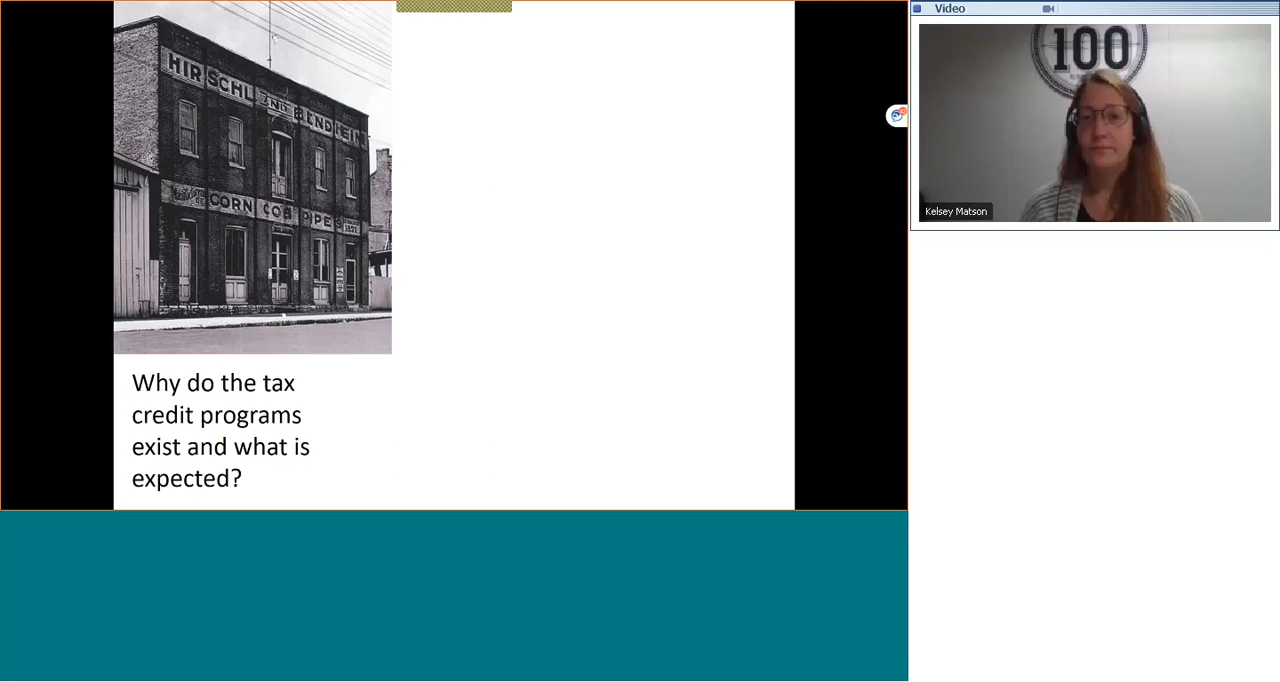 HIRSCHL AND BENDHEIM
CORN COB PIPES
Why do the tax
credit programs
exist and what is
expected?
Video
100
Kelsey Matson